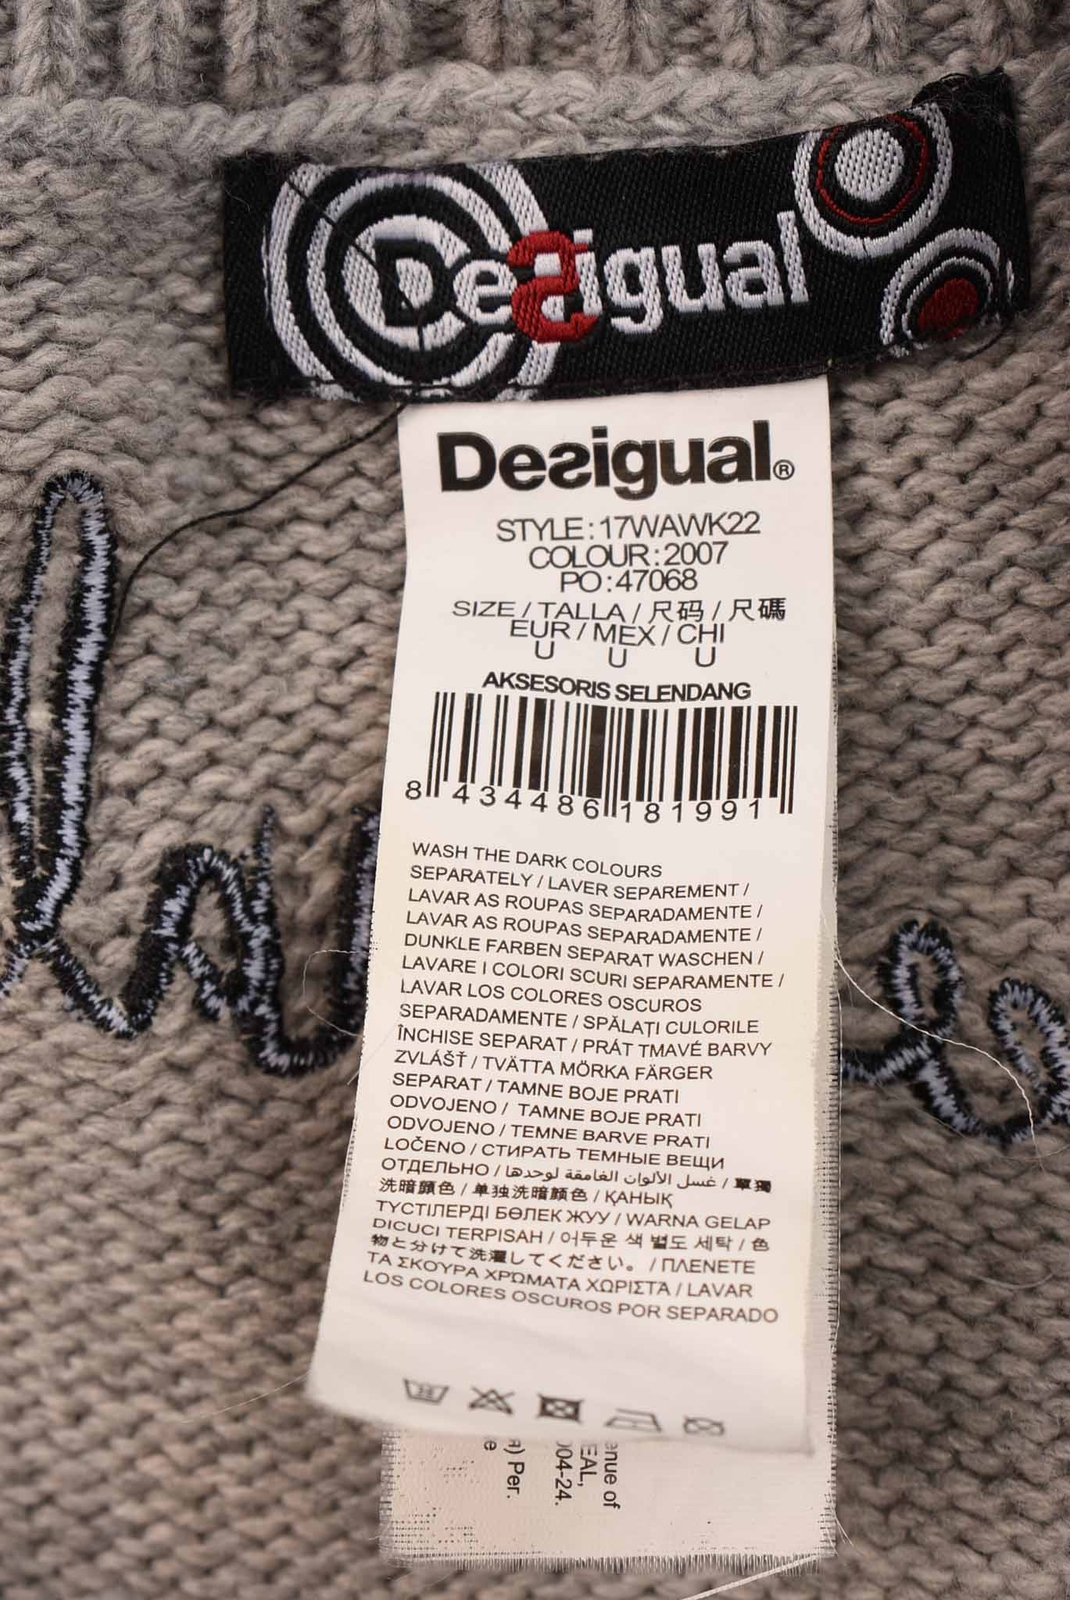 Desigual
Desigual®
STYLE: 17WAWK22
COLOUR: 2007
PO: 47068
SIZE / TALLA / 尺码 / 尺碼
EUR / MEX / CHI
U U U
AKSESORIS SELENDANG
8 434486 181991
WASH THE DARK COLOURS
SEPARATELY / LAVER SEPAREMENT /
LAVAR AS ROUPAS SEPARADAMENTE /
LAVAR AS ROUPAS SEPARADAMENTE /
DUNKLE FARBEN SEPARAT WASCHEN /
LAVARE I COLORI SCURI SEPARAMENTE /
LAVAR LOS COLORES OSCUROS
SEPARADAMENTE / SPĂLAȚI CULORILE
ÎNCHISE SEPARAT / PRÁT TMAVÉ BARVY
ZVLÁŠŤ / TVÄTTA MÖRKA FÄRGER
SEPARAT / TAMNE BOJE PRATI
ODVOJENO / TAMNE BOJE PRATI
ODVOJENO / TEMNE BARVE PRATI
LOČENO / СТИРАТЬ ТЕМНЫЕ ВЕЩИ
ОТДЕЛЬНО / غسل الألوان الغامقة لوحدها / 單獨
洗暗顏色 / 单独洗暗颜色 / ҚАНЫҚ
ТҮСТІЛЕРДІ БӨЛЕК ЖУУ / WARNA GELAP
DICUCI TERPISAH / 어두운 색 별도 세탁 / 色
物と分けて洗濯してください。 / ΠΛΕΝΕΤΕ
ΤΑ ΣΚΟΥΡΑ ΧΡΩΜΑΤΑ ΧΩΡΙΣΤΑ / LAVAR
LOS COLORES OSCUROS POR SEPARADO
enue of
EAL,
004-24.
a) Per.
e